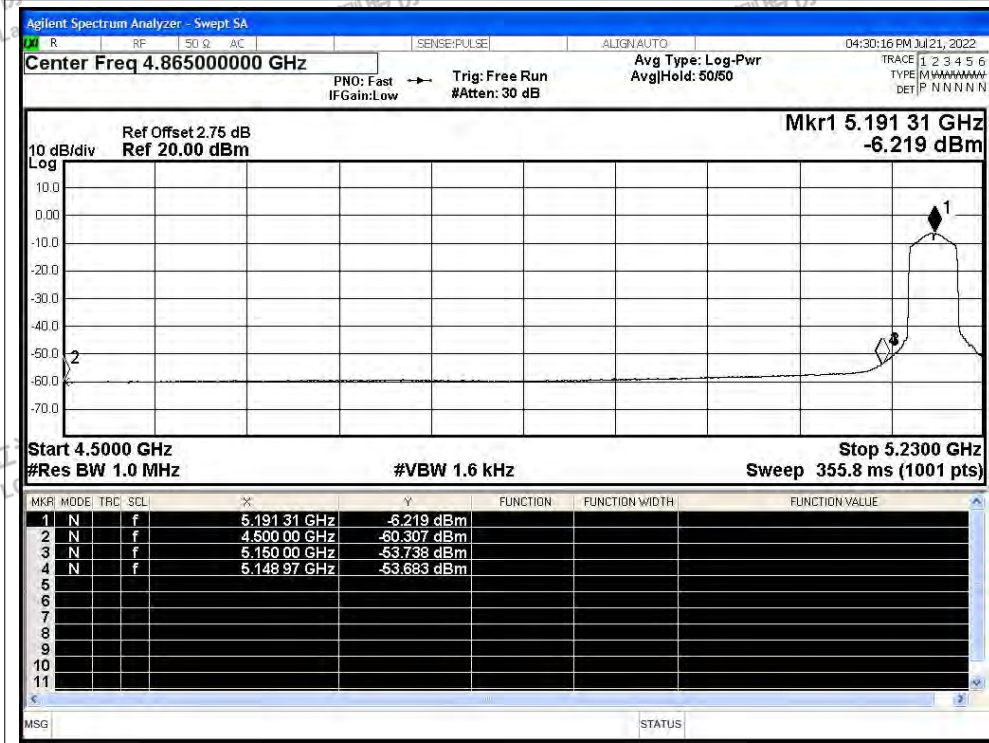 Agilent Spectrum Analyzer - Swept SA
LXI R RF 50 Ω AC SENSE:PULSE ALIGN AUTO 04:30:16 PM Jul 21, 2022
Center Freq 4.865000000 GHz
PNO: Fast
IFGain:Low
Trig: Free Run
#Atten: 30 dB
Avg Type: Log-Pwr
Avg|Hold: 50/50
TRACE 1 2 3 4 5 6
TYPE M W W W W W
DET P N N N N N
Mkr1 5.191 31 GHz
-6.219 dBm
Ref Offset 2.75 dB
10 dB/div Ref 20.00 dBm
Log
10.0
0.00
-10.0
-20.0
-30.0
-40.0
-50.0
-60.0
-70.0
1
2
Start 4.5000 GHz Stop 5.2300 GHz
#Res BW 1.0 MHz #VBW 1.6 kHz Sweep 355.8 ms (1001 pts)
MKR MODE TRC SCL X Y FUNCTION FUNCTION WIDTH FUNCTION VALUE
1 N f 5.191 31 GHz -6.219 dBm
2 N f 4.500 00 GHz -60.307 dBm
3 N f 5.150 00 GHz -53.738 dBm
4 N f 5.148 97 GHz -53.683 dBm
5
6
7
8
9
10
11
MSG STATUS